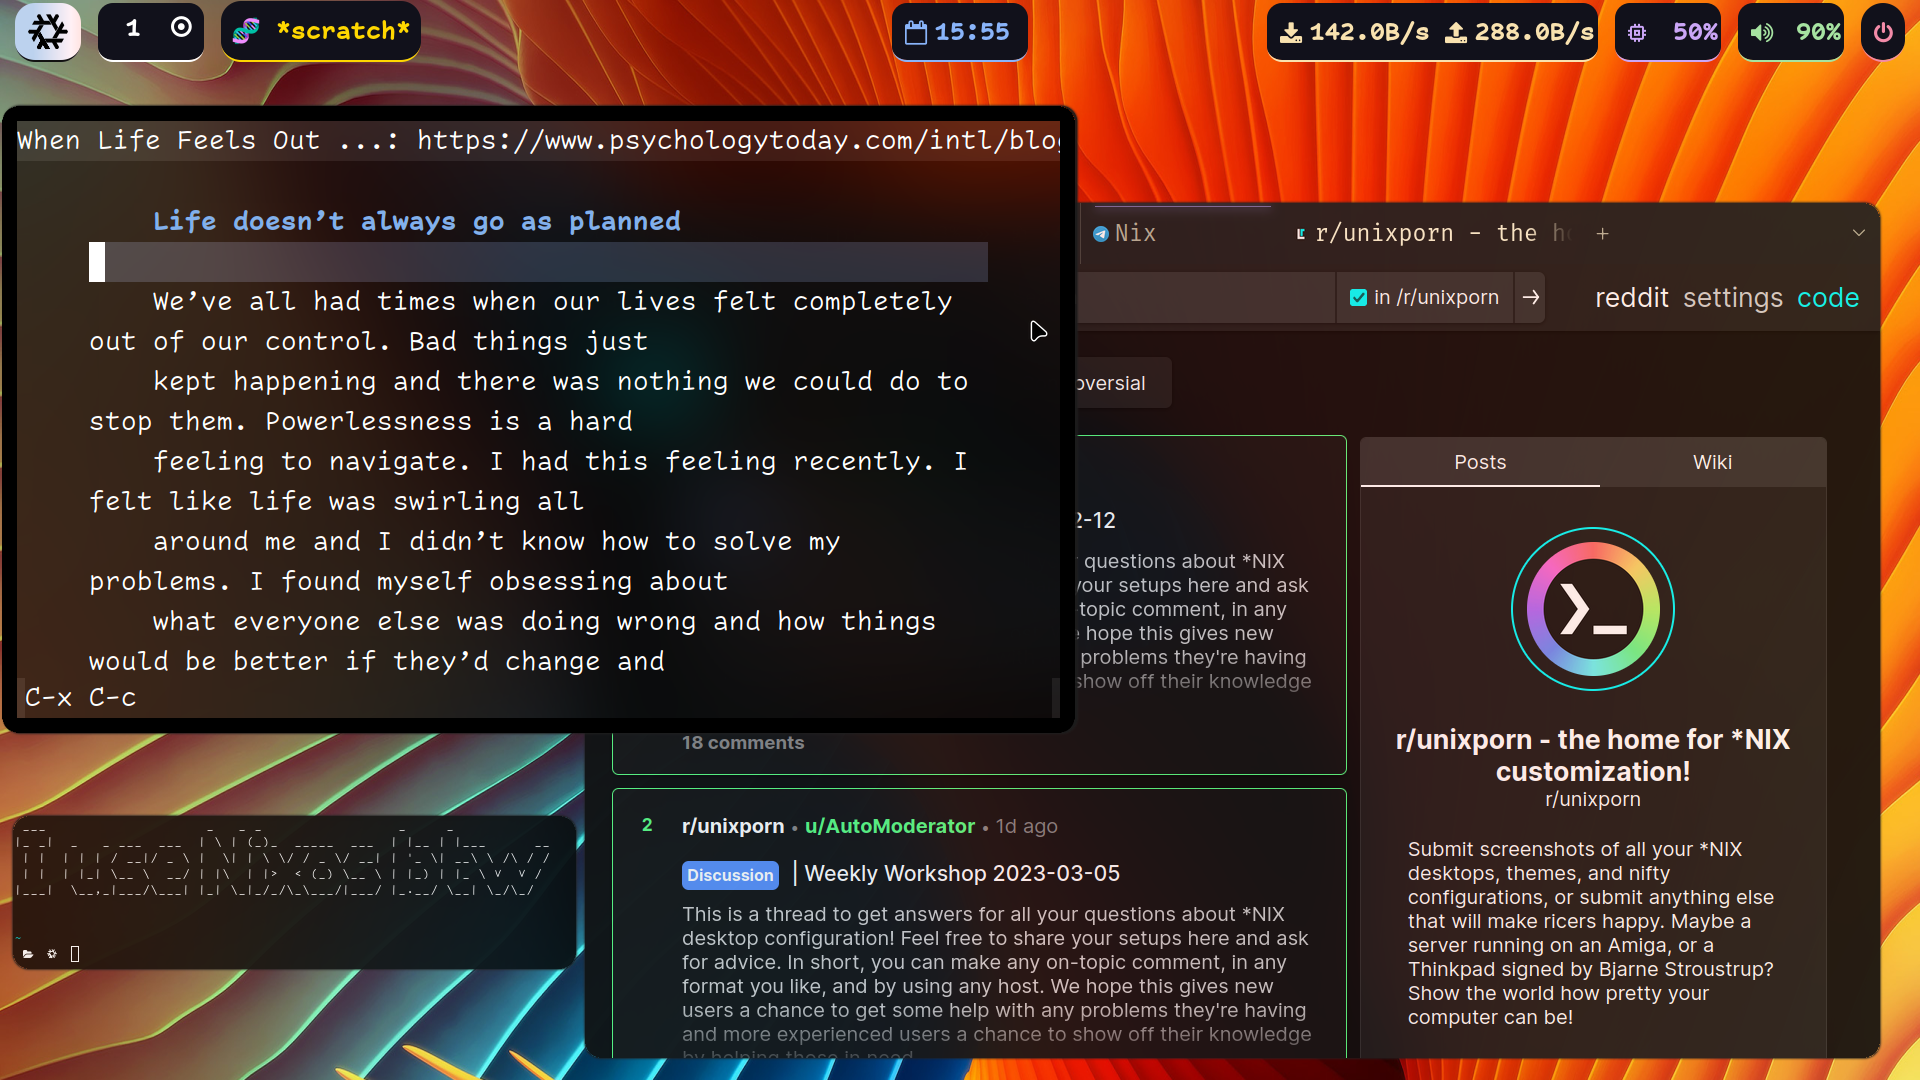 1
*scratch*
15:55
142.0B/s 288.0B/s
50%
90%
When Life Feels Out ...: https://www.psychologytoday.com/intl/blog
Life doesn’t always go as planned
We’ve all had times when our lives felt completely
out of our control. Bad things just
kept happening and there was nothing we could do to
stop them. Powerlessness is a hard
feeling to navigate. I had this feeling recently. I
felt like life was swirling all
around me and I didn’t know how to solve my
problems. I found myself obsessing about
what everyone else was doing wrong and how things
would be better if they’d change and
C-x C-c
Nix
r/unixporn - the
in /r/unixporn
reddit settings code
2-12
questions about *NIX
your setups here and ask
-topic comment, in any
hope this gives new
problems they're having
show off their knowledge
18 comments
2
r/unixporn • u/AutoModerator • 1d ago
Discussion | Weekly Workshop 2023-03-05
This is a thread to get answers for all your questions about *NIX
desktop configuration! Feel free to share your setups here and ask
for advice. In short, you can make any on-topic comment, in any
format you like, and by using any host. We hope this gives new
users a chance to get some help with any problems they're having
and more experienced users a chance to show off their knowledge
Posts
Wiki
r/unixporn - the home for *NIX
customization!
r/unixporn
Submit screenshots of all your *NIX
desktops, themes, and nifty
configurations, or submit anything else
that will make ricers happy. Maybe a
server running on an Amiga, or a
Thinkpad signed by Bjarne Stroustrup?
Show the world how pretty your
computer can be!
I use NixOS btw
~